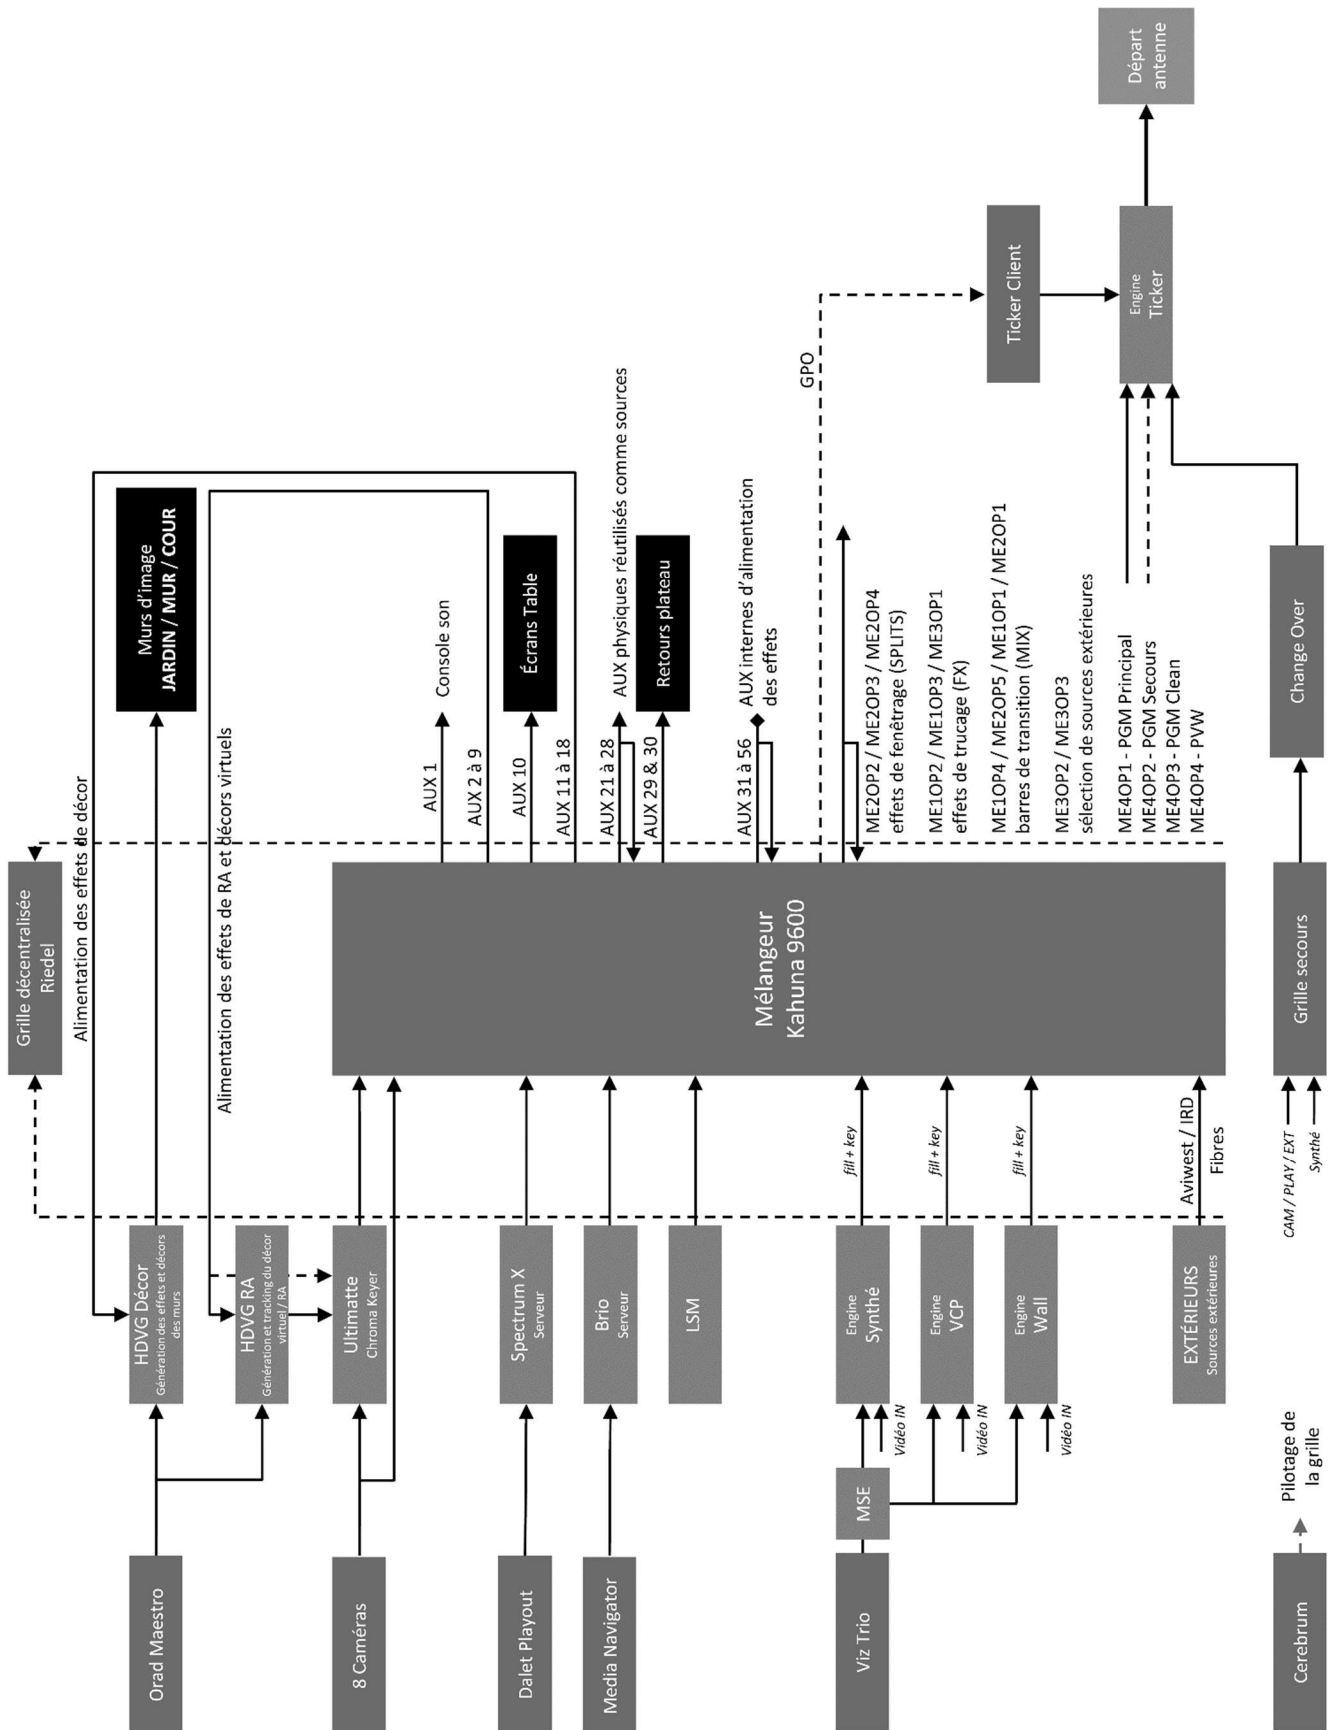 Grille décentralisée
Riedel
Alimentation des effets de décor
Alimentation des effets de RA et décors virtuels
Orad Maestro
HDVG Décor
Génération des effets et décors
des murs
HDVG RA
Génération et tracking du décor
virtuel / RA
Murs d’image
JARDIN / MUR / COUR
8 Caméras
Ultimatte
Chroma Keyer
Dalet Playout
Spectrum X
Serveur
Media Navigator
Brio
Serveur
LSM
Viz Trio
MSE
Engine
Synthé
Vidéo IN
fill + key
Engine
VCP
Vidéo IN
fill + key
Engine
Wall
Vidéo IN
fill + key
EXTÉRIEURS
Sources extérieures
Aviwest / IRD
Fibres
Mélangeur
Kahuna 9600
AUX 1
Console son
AUX 2 à 9
AUX 10
Écrans Table
AUX 11 à 18
AUX 21 à 28
AUX physiques réutilisés comme sources
AUX 29 & 30
Retours plateau
AUX 31 à 56
AUX internes d’alimentation
des effets
GPO
ME2OP2 / ME2OP3 / ME2OP4
effets de fenêtrage (SPLITS)
ME1OP2 / ME1OP3 / ME3OP1
effets de trucage (FX)
ME1OP4 / ME2OP5 / ME1OP1 / ME2OP1
barres de transition (MIX)
ME3OP2 / ME3OP3
sélection de sources extérieures
ME4OP1 - PGM Principal
ME4OP2 - PGM Secours
ME4OP3 - PGM Clean
ME4OP4 - PVW
Ticker Client
Engine
Ticker
Départ
antenne
Cerebrum
Pilotage de
la grille
CAM / PLAY / EXT
Synthé
Grille secours
Change Over